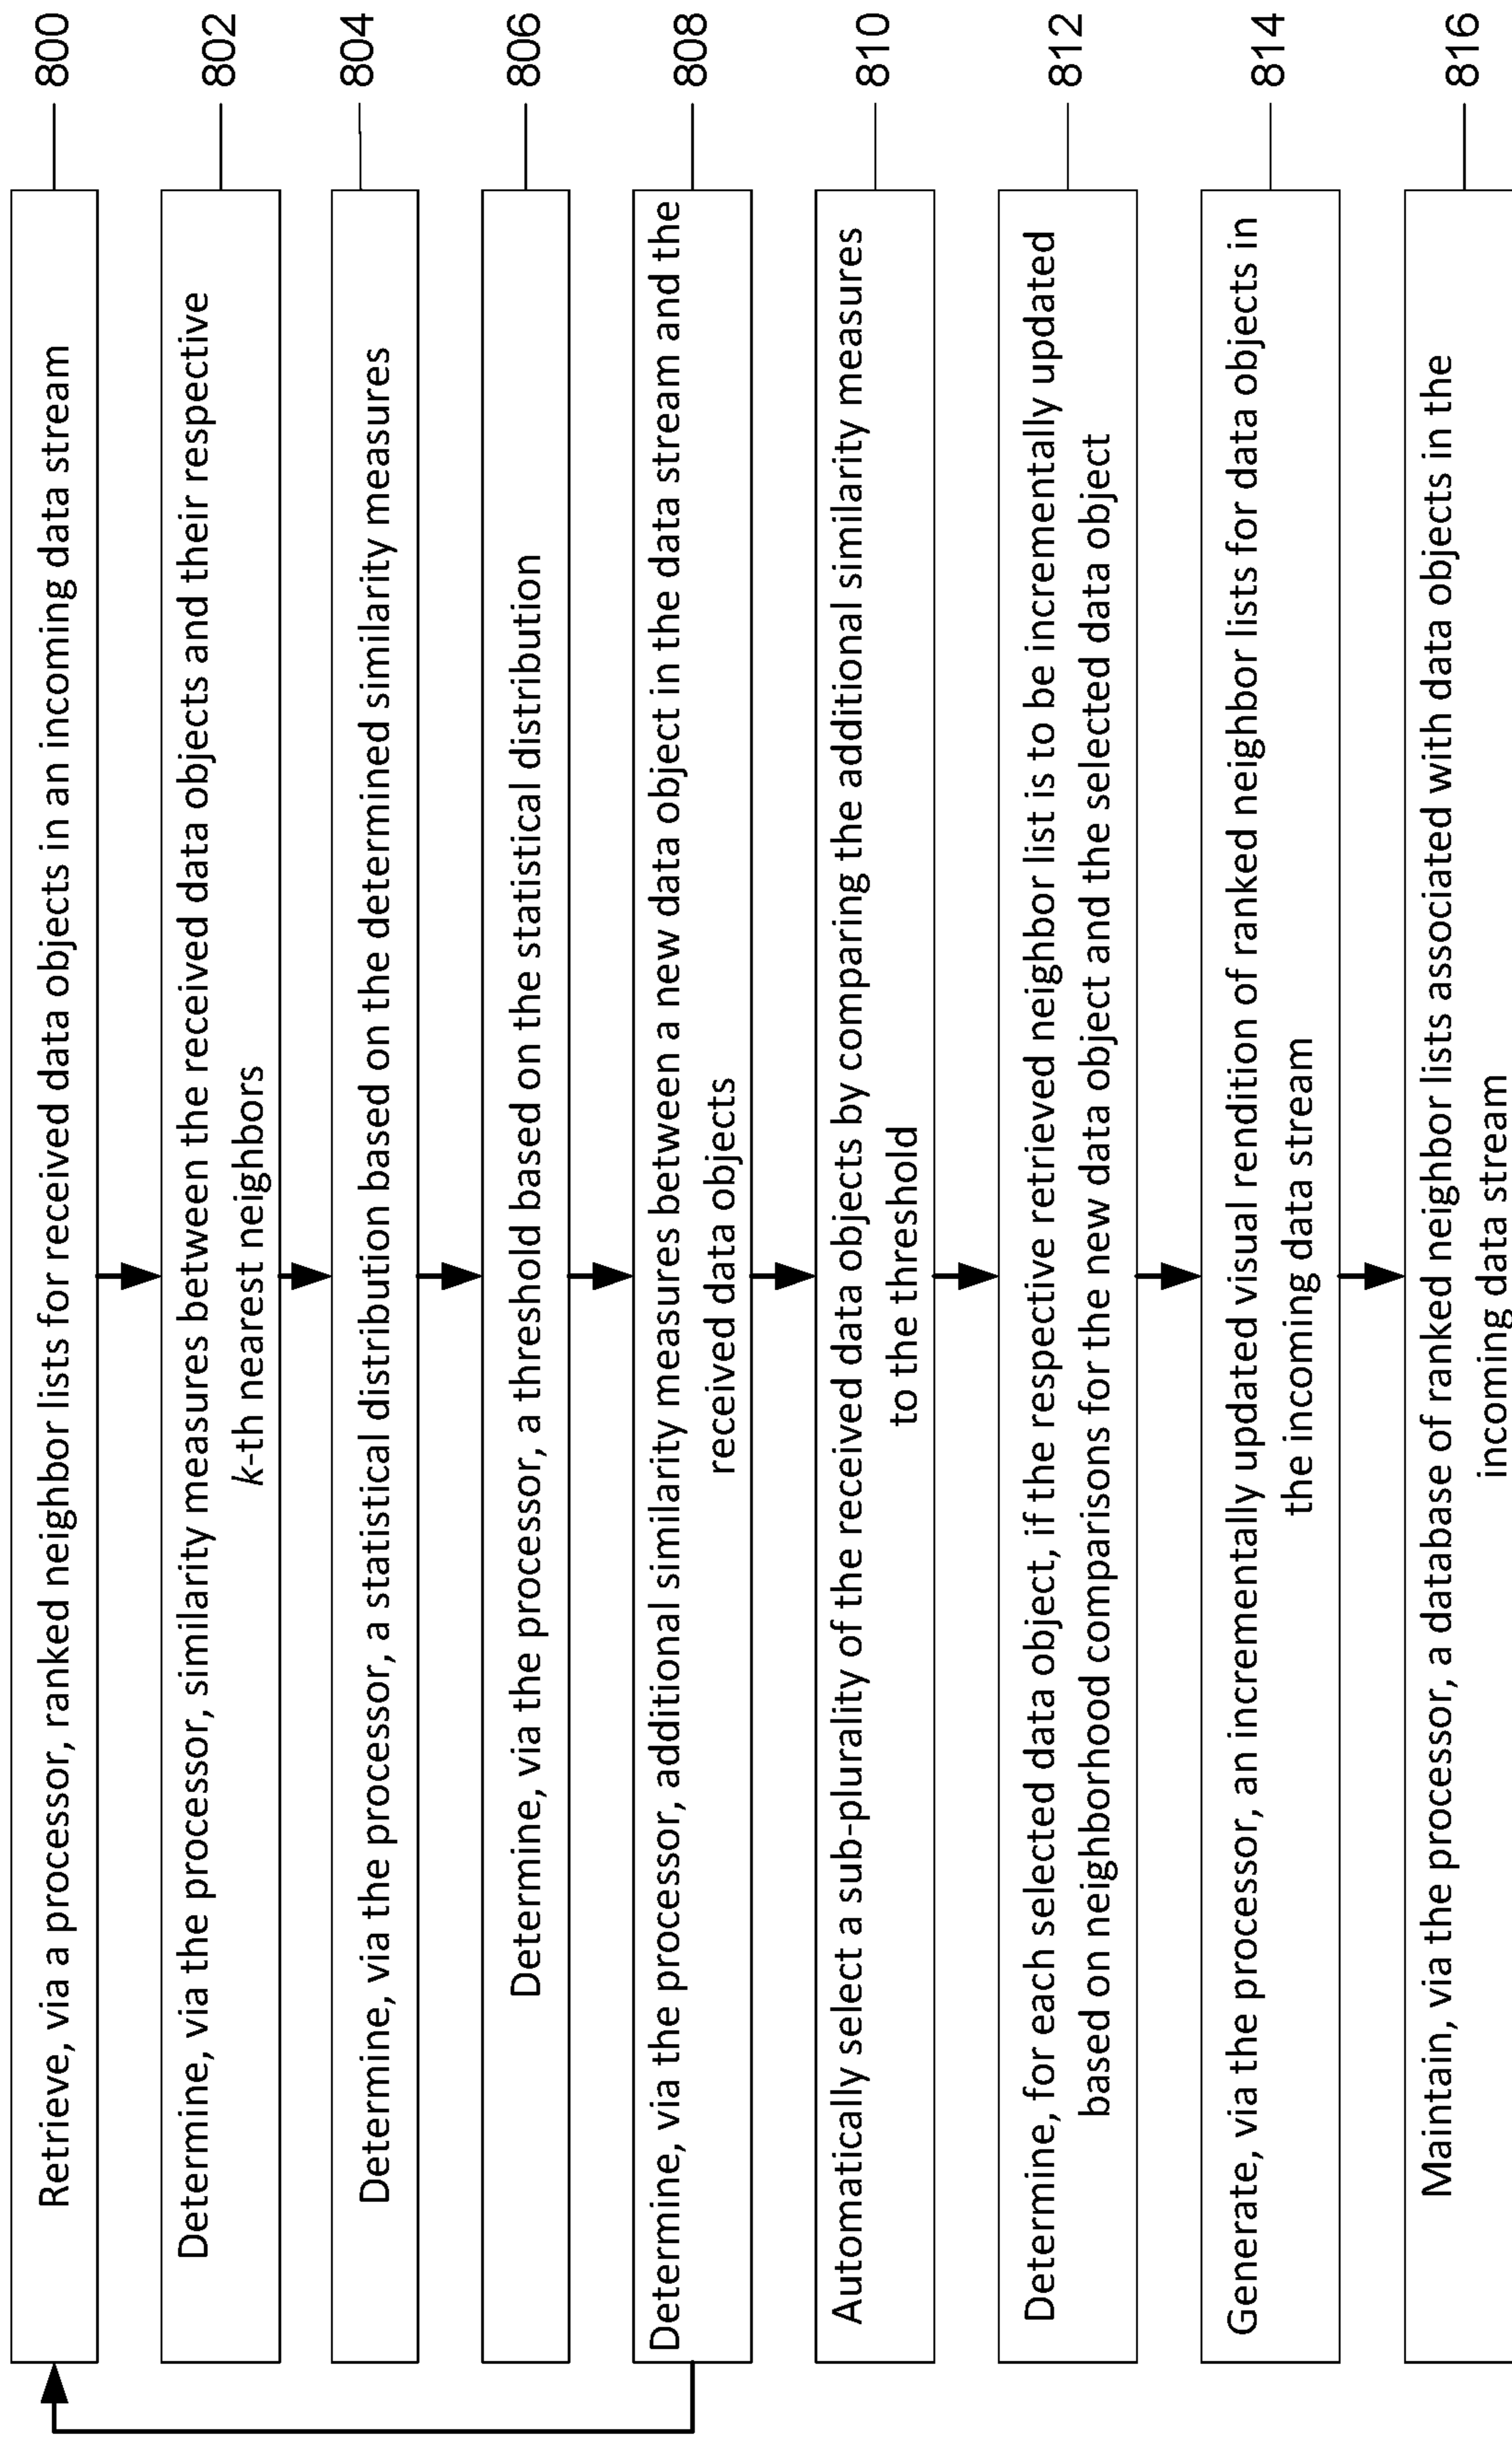 Retrieve, via a processor, ranked neighbor lists for received data objects in an incoming data stream
800
Determine, via the processor, similarity measures between the received data objects and their respective
k-th nearest neighbors
802
Determine, via the processor, a statistical distribution based on the determined similarity measures
804
Determine, via the processor, a threshold based on the statistical distribution
806
Determine, via the processor, additional similarity measures between a new data object in the data stream and the
received data objects
808
Automatically select a sub-plurality of the received data objects by comparing the additional similarity measures
to the threshold
810
Determine, for each selected data object, if the respective retrieved neighbor list is to be incrementally updated
based on neighborhood comparisons for the new data object and the selected data object
812
Generate, via the processor, an incrementally updated visual rendition of ranked neighbor lists for data objects in
the incoming data stream
814
Maintain, via the processor, a database of ranked neighbor lists associated with data objects in the
incoming data stream
816